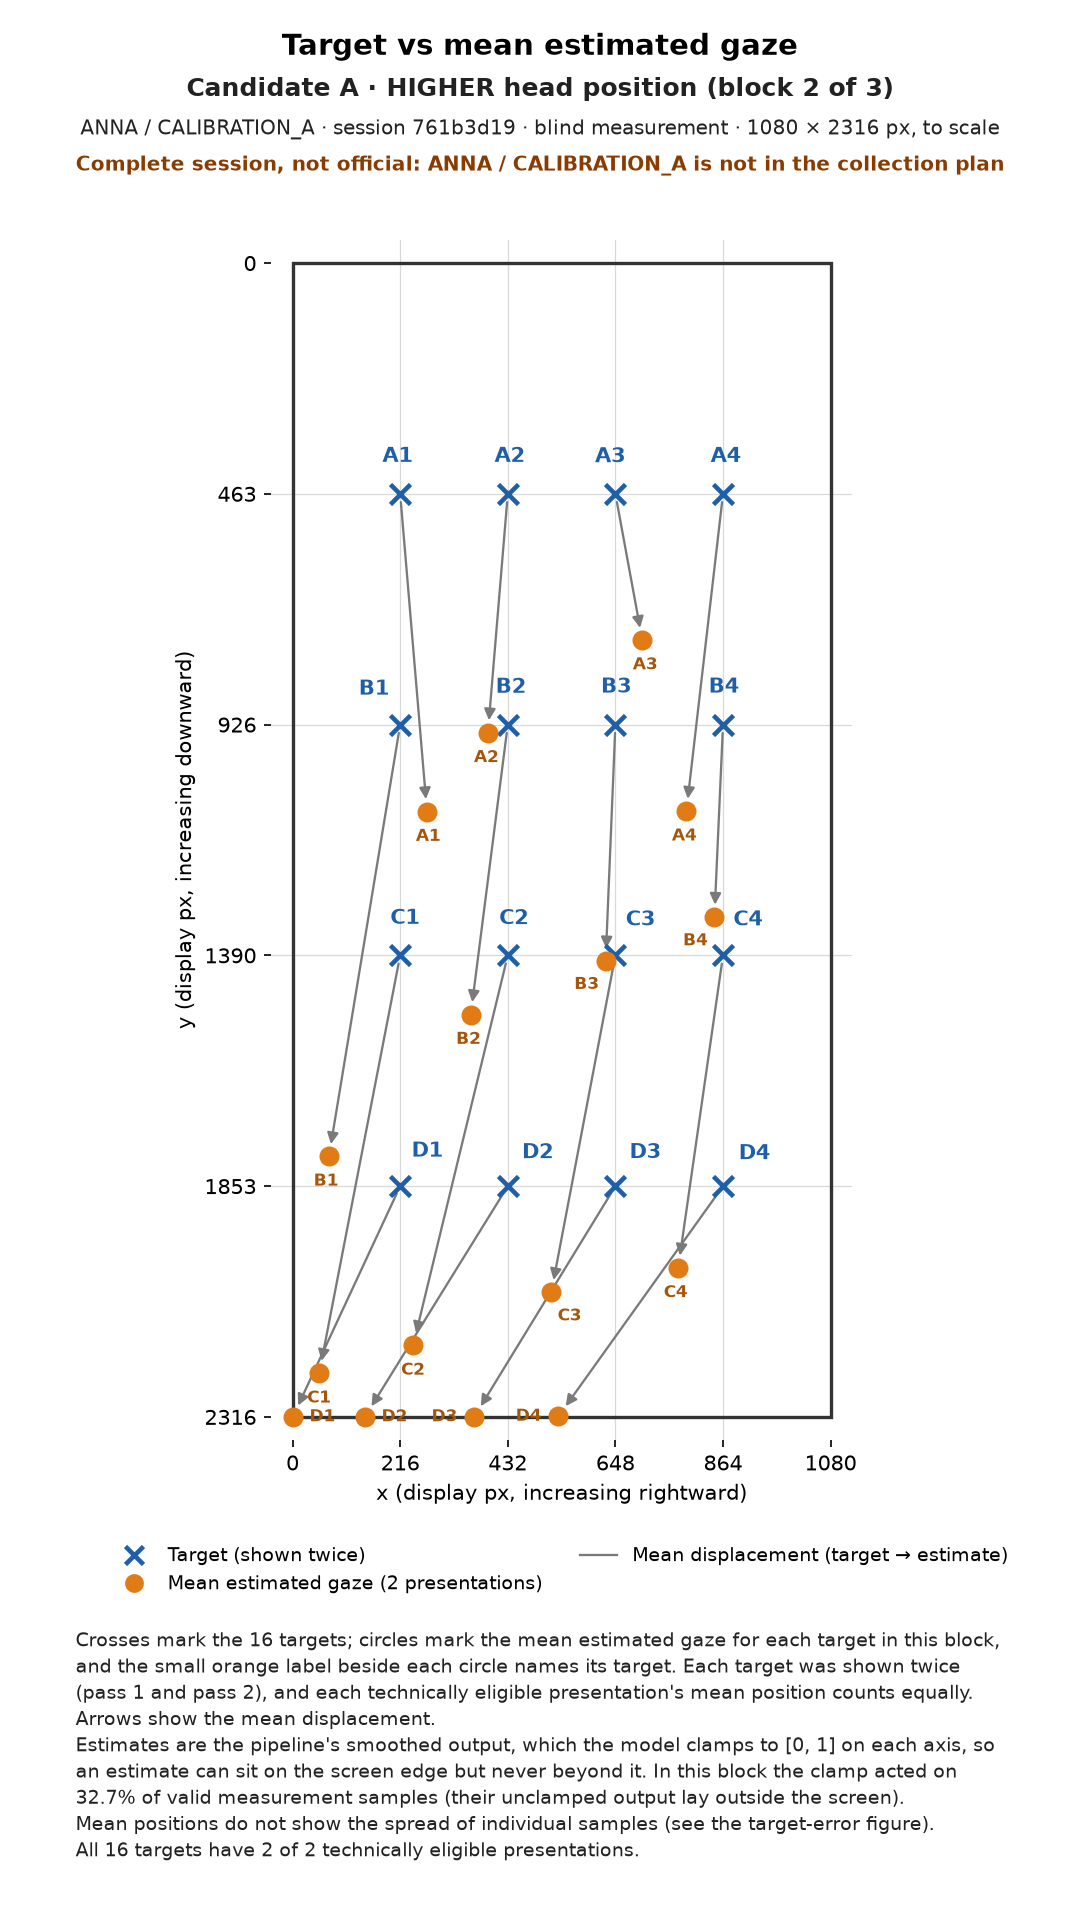 Target vs mean estimated gaze
Candidate A · HIGHER head position (block 2 of 3)
ANNA / CALIBRATION_A · session 761b3d19 · blind measurement · 1080 × 2316 px, to scale
Complete session, not official: ANNA / CALIBRATION_A is not in the collection plan
0
A1 A2 A3 A4
463
A3
B1 B2 B3 B4
926
A2
A1 A4
C1 C2 C3 C4
B4
1390
B3
B2
D1 D2 D3 D4
B1
1853
C4
C3
C2
C1
D1 D2 D3 D4
2316
0 216 432 648 864 1080
x (display px, increasing rightward)
y (display px, increasing downward)
Target (shown twice)
Mean displacement (target → estimate)
Mean estimated gaze (2 presentations)
Crosses mark the 16 targets; circles mark the mean estimated gaze for each target in this block,
and the small orange label beside each circle names its target. Each target was shown twice
(pass 1 and pass 2), and each technically eligible presentation's mean position counts equally.
Arrows show the mean displacement.
Estimates are the pipeline's smoothed output, which the model clamps to [0, 1] on each axis, so
an estimate can sit on the screen edge but never beyond it. In this block the clamp acted on
32.7% of valid measurement samples (their unclamped output lay outside the screen).
Mean positions do not show the spread of individual samples (see the target-error figure).
All 16 targets have 2 of 2 technically eligible presentations.